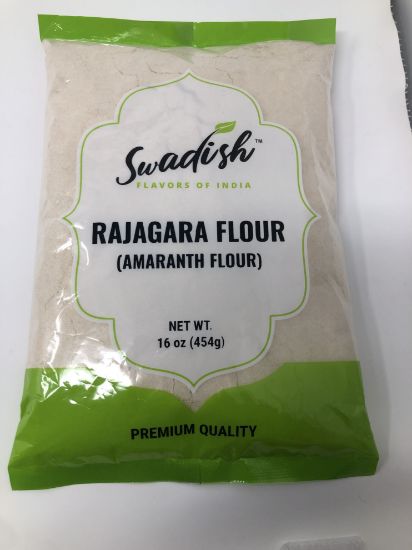 Swadish™
FLAVORS OF INDIA
RAJAGARA FLOUR
(AMARANTH FLOUR)
NET WT.
16 oz (454g)
PREMIUM QUALITY